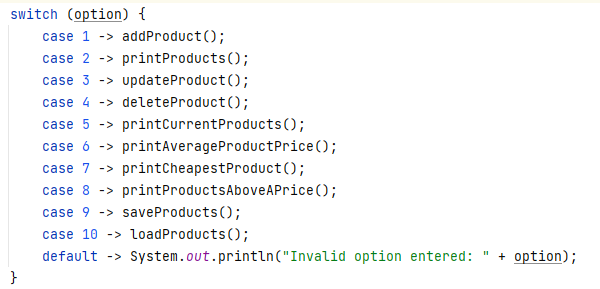 switch (option) {
    case 1 -> addProduct();
    case 2 -> printProducts();
    case 3 -> updateProduct();
    case 4 -> deleteProduct();
    case 5 -> printCurrentProducts();
    case 6 -> printAverageProductPrice();
    case 7 -> printCheapestProduct();
    case 8 -> printProductsAboveAPrice();
    case 9 -> saveProducts();
    case 10 -> loadProducts();
    default -> System.out.println("Invalid option entered: " + option);
}